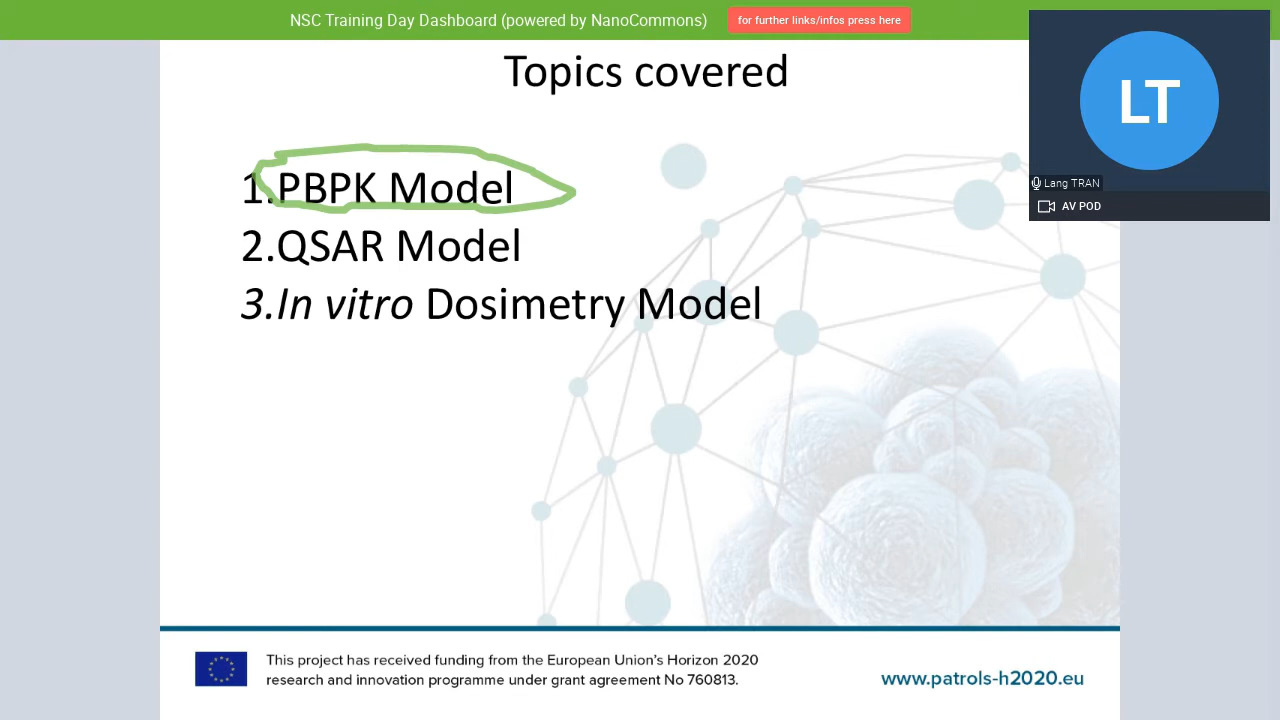 NSC Training Day Dashboard (powered by NanoCommons)
for further links/infos press here
Topics covered
LT
Lang TRAN
AV POD
1.PBPK Model
2.QSAR Model
3.In vitro Dosimetry Model
This project has received funding from the European Union's Horizon 2020
research and innovation programme under grant agreement No 760813.
www.patrols-h2020.eu